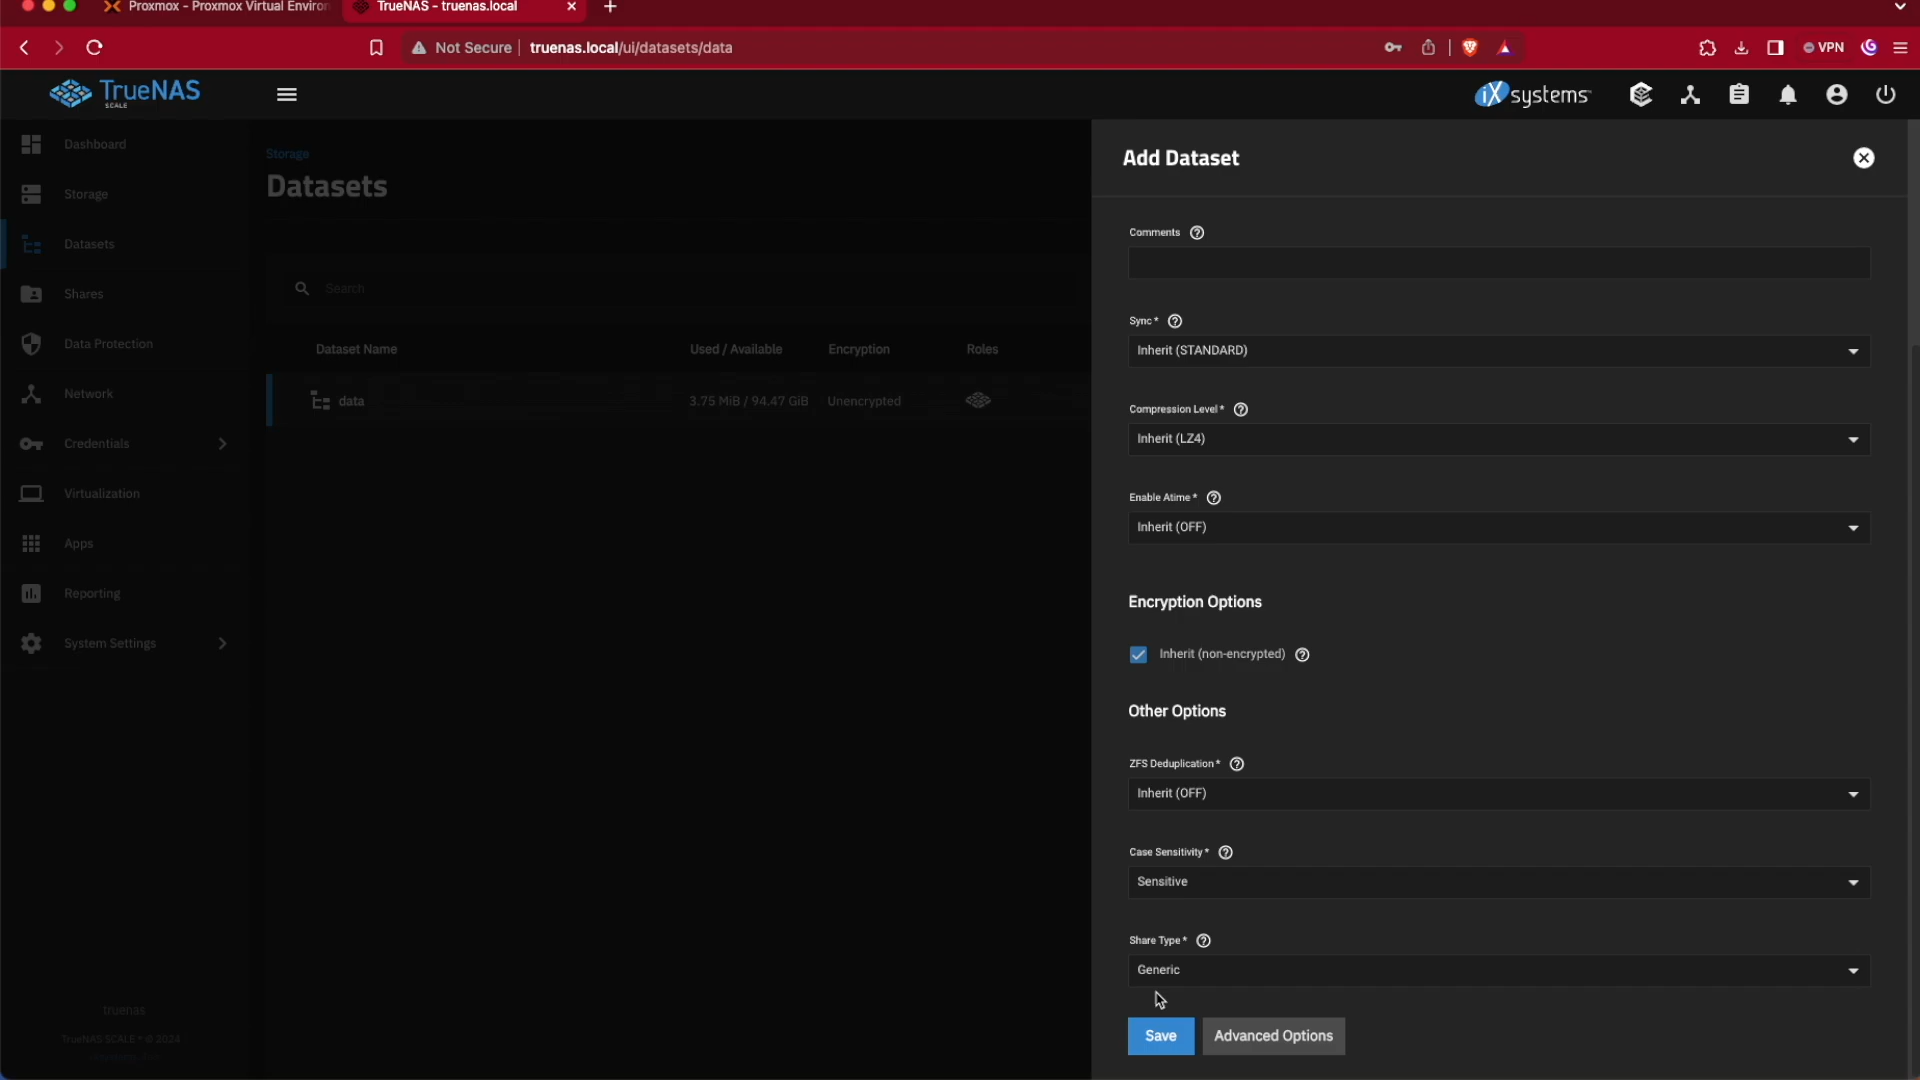 Proxmox - Proxmox Virtual Environ
TrueNAS - truenas.local
Not Secure
truenas.local/ui/datasets/data
VPN
TrueNAS
SCALE
iXsystems
Dashboard
Storage
Datasets
Shares
Data Protection
Network
Credentials
Virtualization
Apps
Reporting
System Settings
truenas
TrueNAS SCALE ® © 2024
Storage
Datasets
Search
Dataset Name
Used / Available
Encryption
Roles
data
3.75 MiB / 94.47 GiB
Unencrypted
Add Dataset
Comments
Sync *
Inherit (STANDARD)
Compression Level *
Inherit (LZ4)
Enable Atime *
Inherit (OFF)
Encryption Options
Inherit (non-encrypted)
Other Options
ZFS Deduplication *
Inherit (OFF)
Case Sensitivity *
Sensitive
Share Type *
Generic
Save
Advanced Options